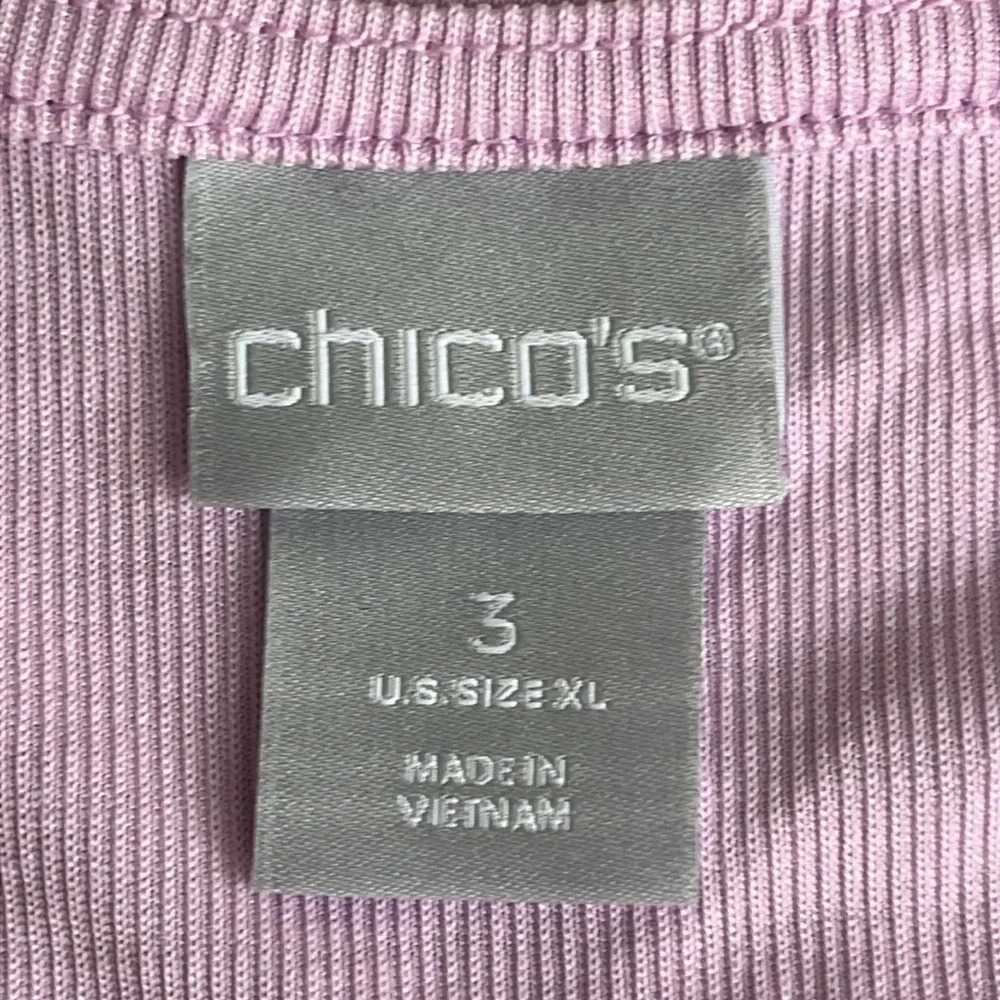 chico's®
3
U.S. SIZE XL
MADE IN
VIETNAM